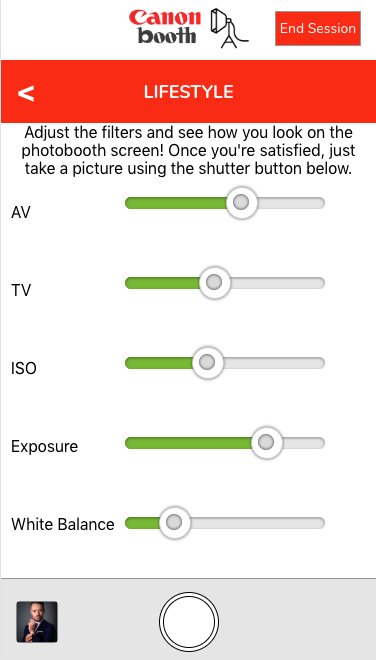 Canon
booth
End Session
<
LIFESTYLE
Adjust the filters and see how you look on the
photobooth screen! Once you're satisfied, just
take a picture using the shutter button below.
AV
TV
ISO
Exposure
White Balance